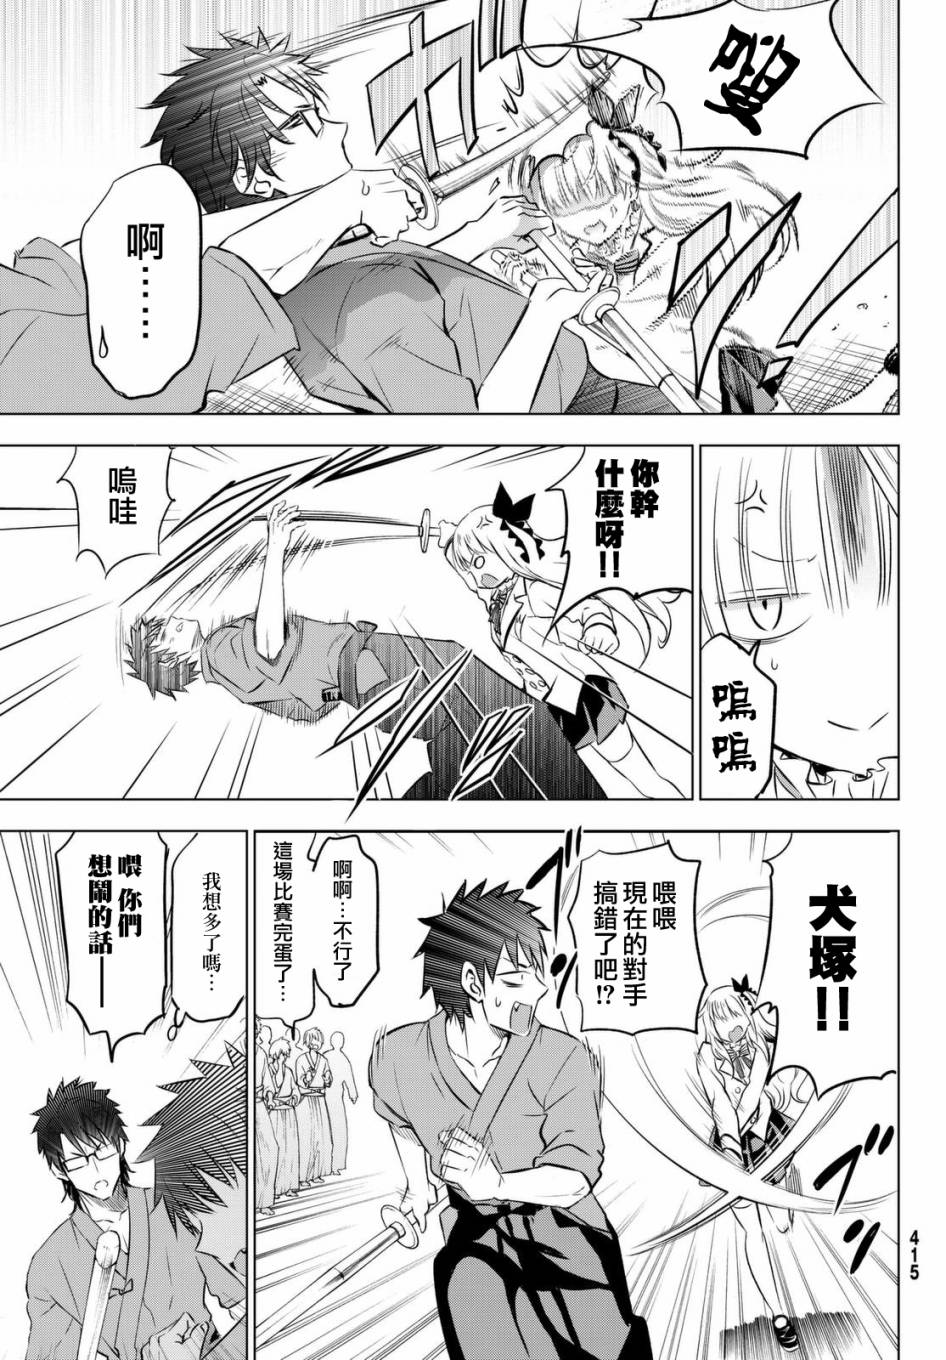 嘎
啊……
嗚
嗚
你幹
什麼呀!!
嗚哇
犬塚!!
喂喂
現在的對手
搞錯了吧!?
啊啊…不行了
這場比賽完蛋了…
我想多了嗎…
喂 你們
想鬧的話——
415